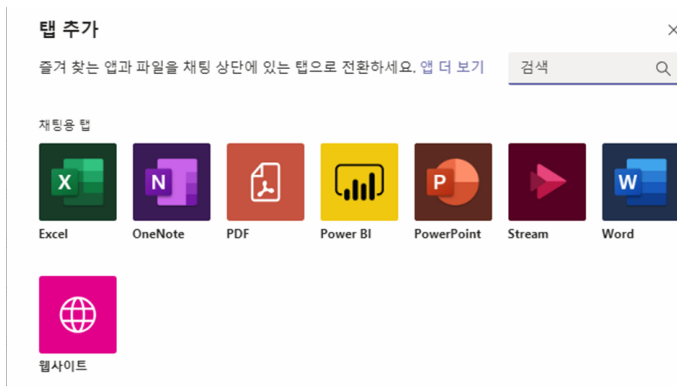 탭 추가
즐겨 찾는 앱과 파일을 채팅 상단에 있는 탭으로 전환하세요. 앱 더 보기
검색
채팅용 탭
X
N
P
W
Excel
OneNote
PDF
Power BI
PowerPoint
Stream
Word
웹사이트